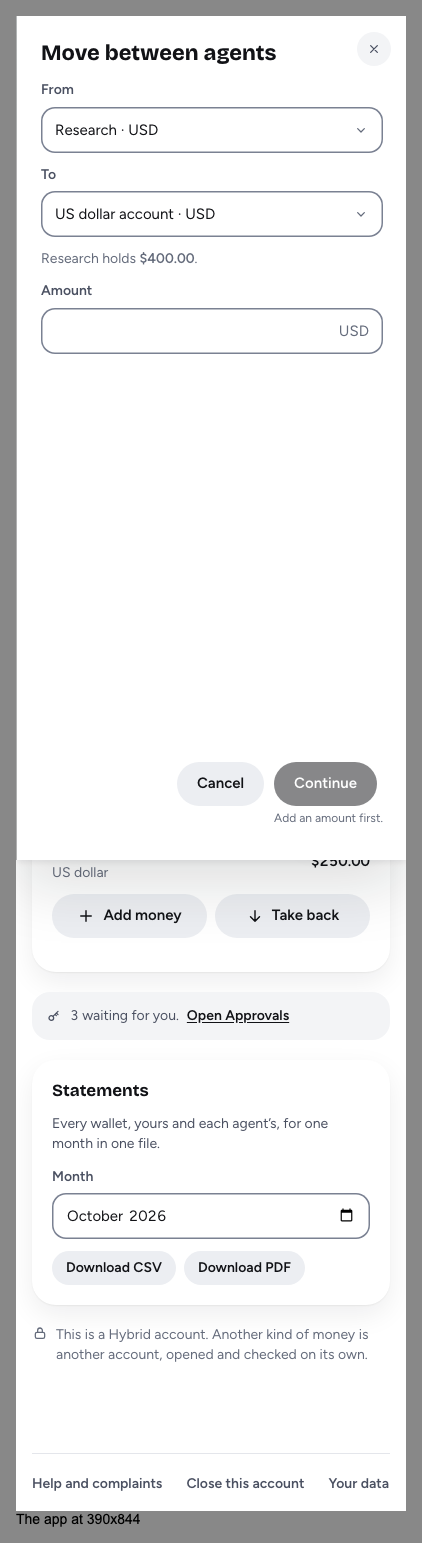 Move between agents
From
Research · USD
To
US dollar account · USD
Research holds $400.00.
Amount
USD
Cancel
Continue
Add an amount first.
$250.00
US dollar
Add money
Take back
3 waiting for you. Open Approvals
Statements
Every wallet, yours and each agent's, for one
month in one file.
Month
October 2026
Download CSV
Download PDF
This is a Hybrid account. Another kind of money is
another account, opened and checked on its own.
Help and complaints
Close this account
Your data
The app at 390x844